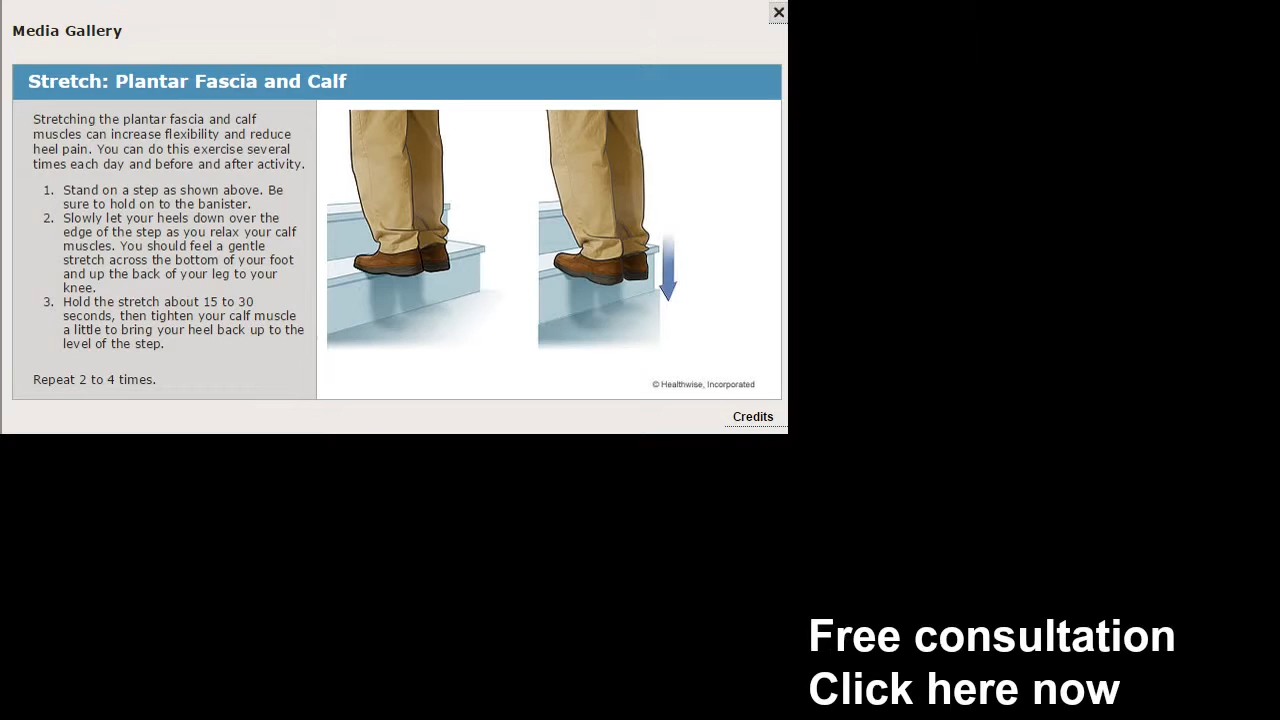 Media Gallery
Stretch: Plantar Fascia and Calf
Stretching the plantar fascia and calf
muscles can increase flexibility and reduce
heel pain. You can do this exercise several
times each day and before and after activity.
1. Stand on a step as shown above. Be
sure to hold on to the banister.
2. Slowly let your heels down over the
edge of the step as you relax your calf
muscles. You should feel a gentle
stretch across the bottom of your foot
and up the back of your leg to your
knee.
3. Hold the stretch about 15 to 30
seconds, then tighten your calf muscle
a little to bring your heel back up to the
level of the step.
Repeat 2 to 4 times.
© Healthwise, Incorporated
Credits
Free consultation
Click here now